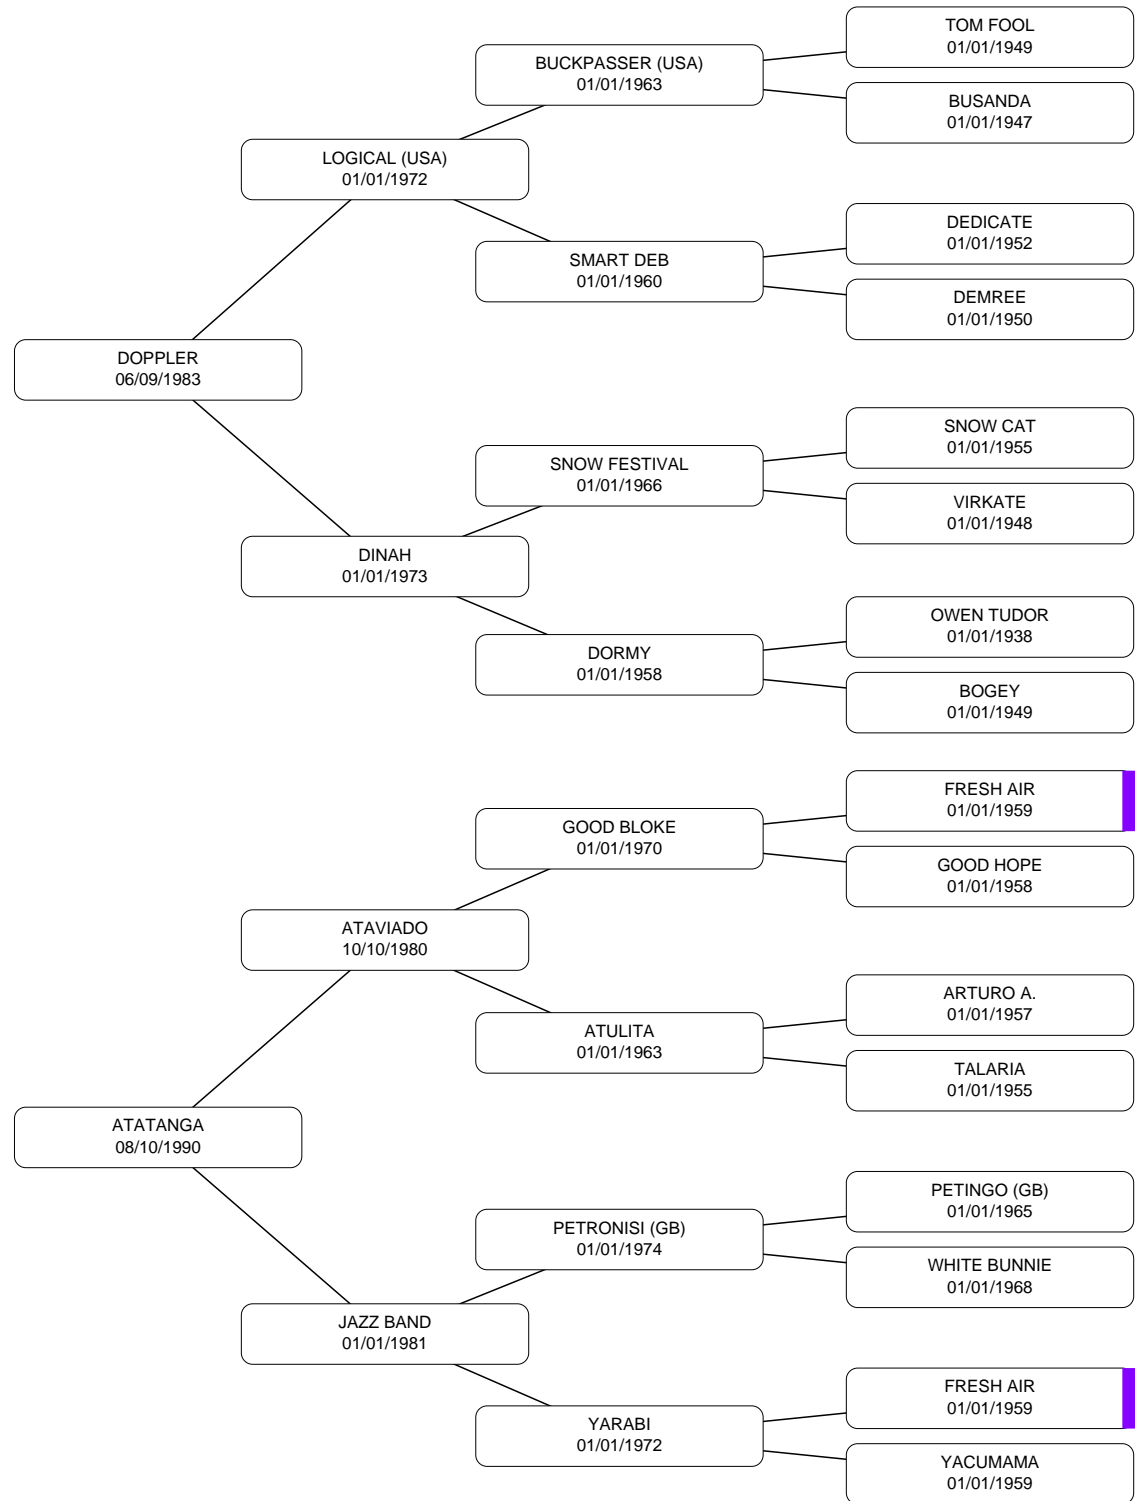 TOM FOOL
01/01/1949
BUCKPASSER (USA)
01/01/1963
BUSANDA
01/01/1947
LOGICAL (USA)
01/01/1972
DEDICATE
01/01/1952
SMART DEB
01/01/1960
DEMREE
01/01/1950
DOPPLER
06/09/1983
SNOW CAT
01/01/1955
SNOW FESTIVAL
01/01/1966
VIRKATE
01/01/1948
DINAH
01/01/1973
OWEN TUDOR
01/01/1938
DORMY
01/01/1958
BOGEY
01/01/1949
FRESH AIR
01/01/1959
GOOD BLOKE
01/01/1970
GOOD HOPE
01/01/1958
ATAVIADO
10/10/1980
ARTURO A.
01/01/1957
ATULITA
01/01/1963
TALARIA
01/01/1955
ATATANGA
08/10/1990
PETINGO (GB)
01/01/1965
PETRONISI (GB)
01/01/1974
WHITE BUNNIE
01/01/1968
JAZZ BAND
01/01/1981
FRESH AIR
01/01/1959
YARABI
01/01/1972
YACUMAMA
01/01/1959